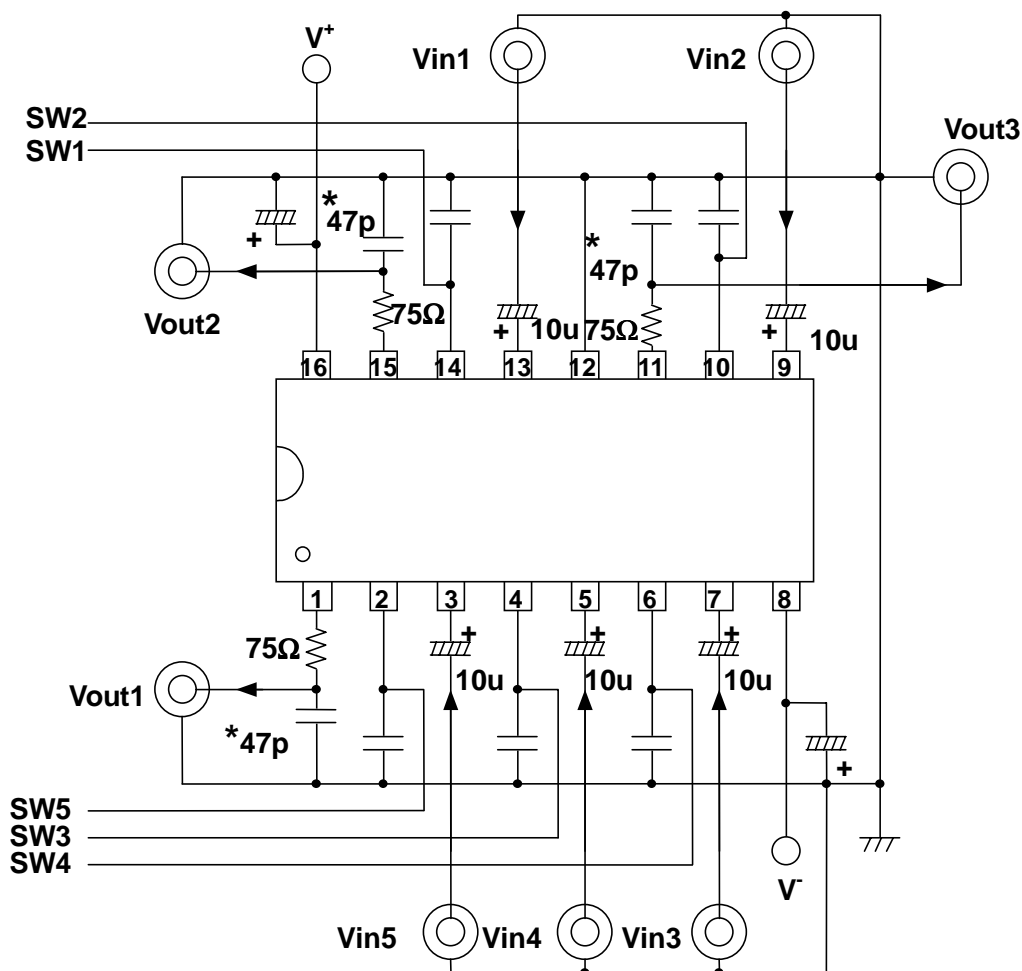 V+
Vin1
Vin2
SW2
SW1
Vout3
*
47p
+
*
47p
Vout2
75Ω
+
10u
75Ω
+
10u
16
15
14
13
12
11
10
9
1
2
3
4
5
6
7
8
75Ω
+
+
+
Vout1
10u
10u
10u
*47p
+
SW5
SW3
SW4
V-
Vin5
Vin4
Vin3